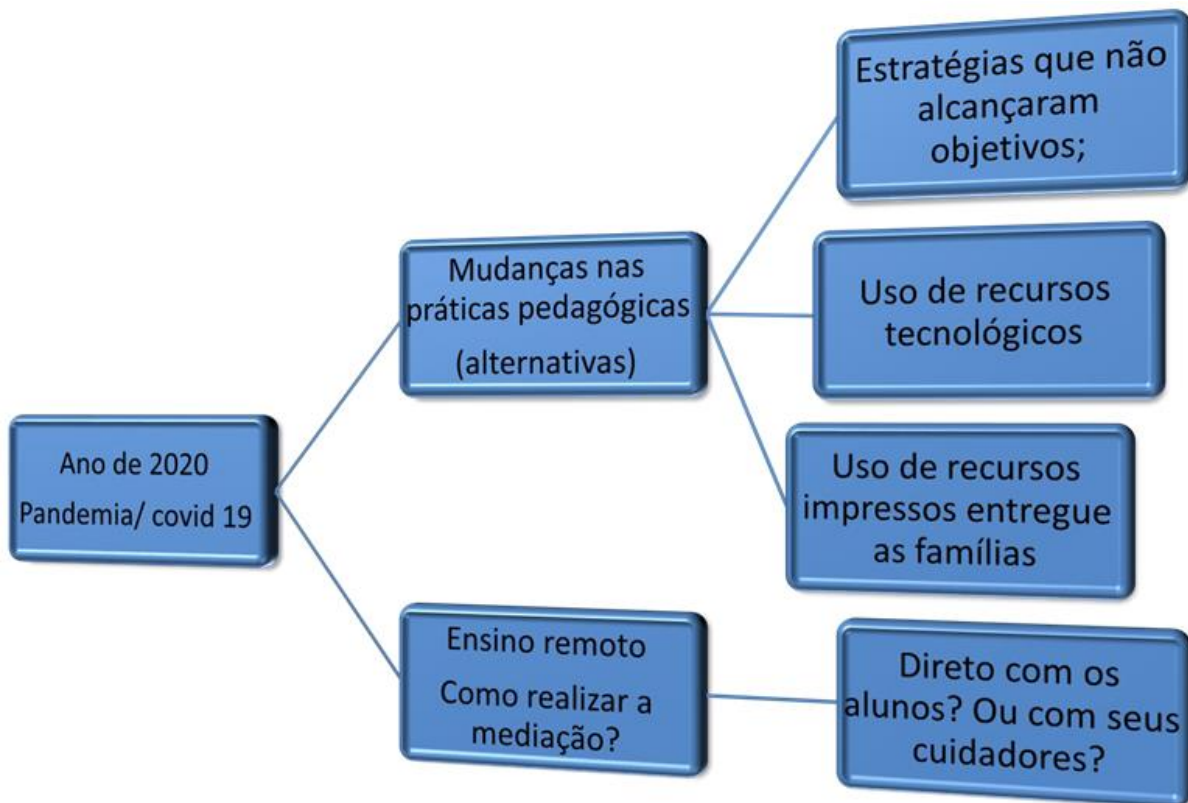 Estratégias que não
alcançaram
objetivos;
Mudanças nas
práticas pedagógicas
(alternativas)
Uso de recursos
tecnológicos
Ano de 2020
Pandemia/ covid 19
Uso de recursos
impressos entregue
as famílias
Ensino remoto
Como realizar a
mediação?
Direto com os
alunos? Ou com seus
cuidadores?